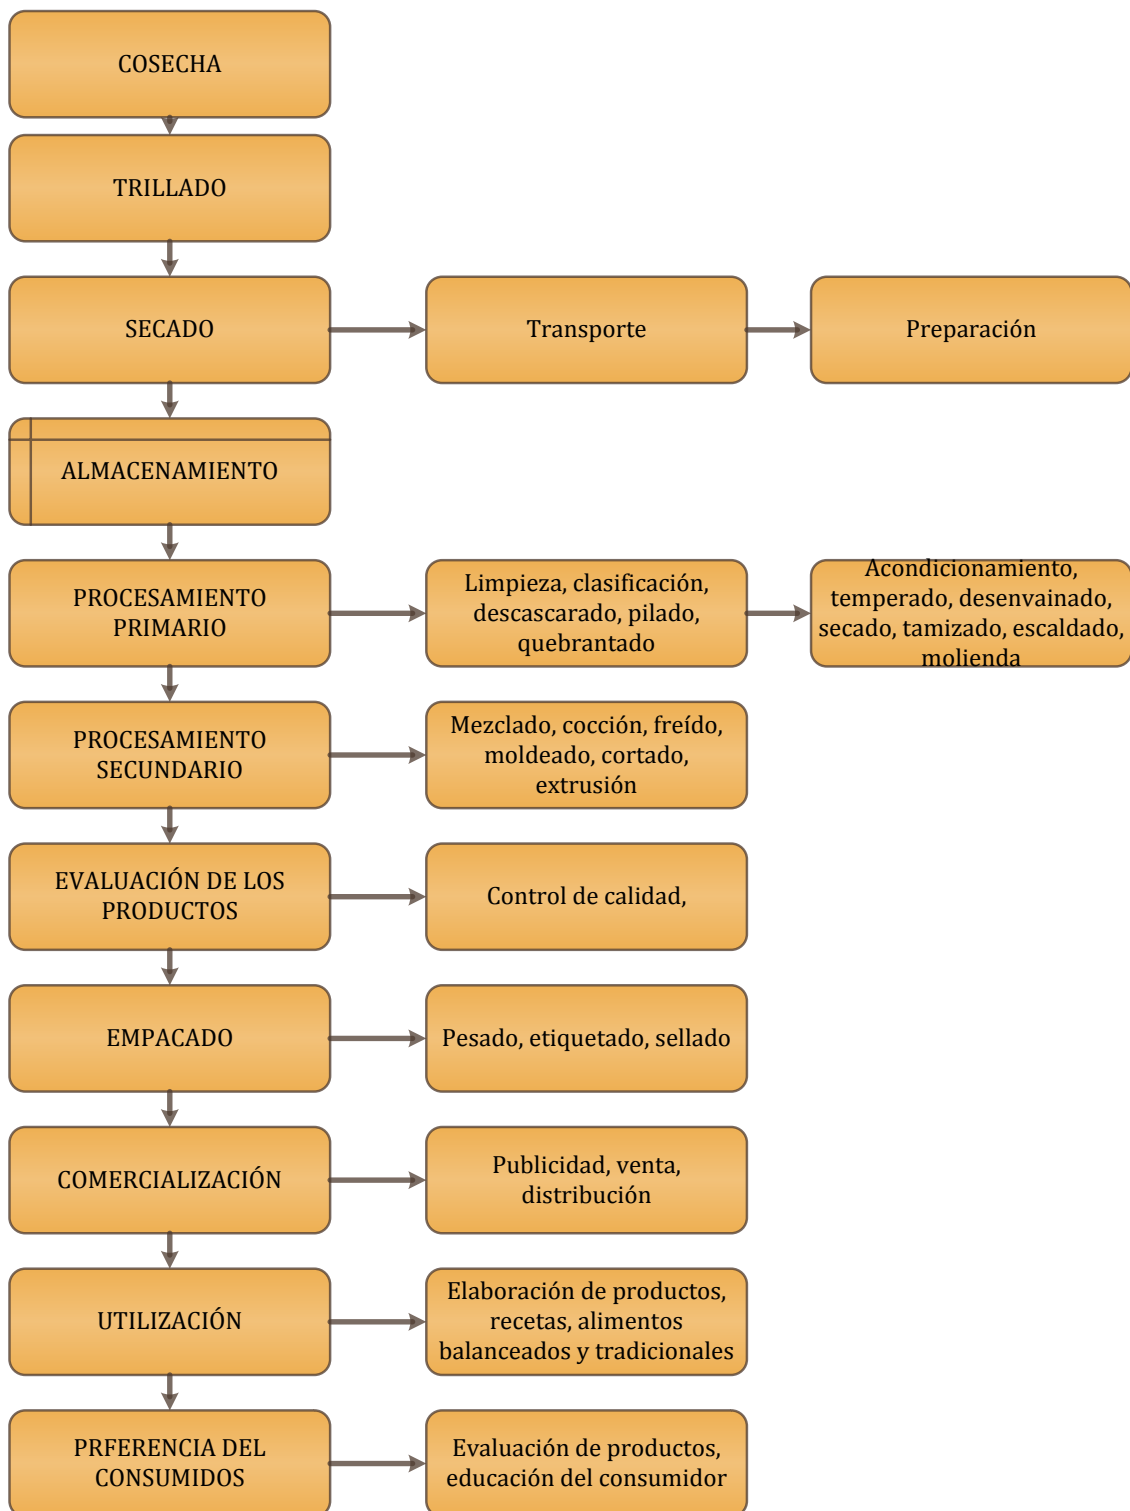 COSECHA
TRILLADO
SECADO
Transporte
Preparación
ALMACENAMIENTO
PROCESAMIENTO
PRIMARIO
Limpieza, clasificación,
descascarado, pilado,
quebrantado
Acondicionamiento,
temperado, desenvainado,
secado, tamizado, escaldado,
molienda
PROCESAMIENTO
SECUNDARIO
Mezclado, cocción, freído,
moldeado, cortado,
extrusión
EVALUACIÓN DE LOS
PRODUCTOS
Control de calidad,
EMPACADO
Pesado, etiquetado, sellado
COMERCIALIZACIÓN
Publicidad, venta,
distribución
UTILIZACIÓN
Elaboración de productos,
recetas, alimentos
balanceados y tradicionales
PRFERENCIA DEL
CONSUMIDOS
Evaluación de productos,
educación del consumidor